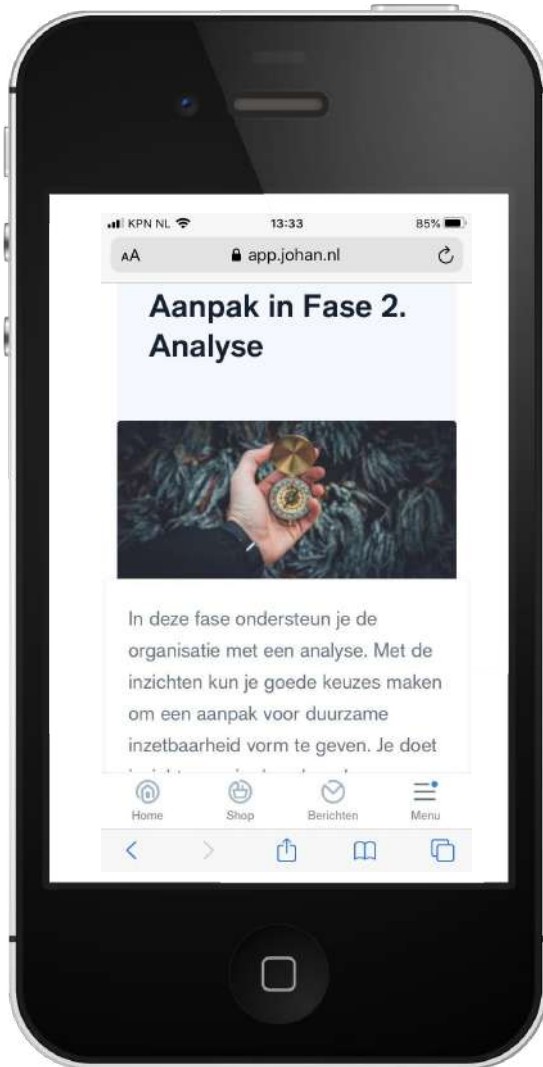 KPN NL 13:33 85%
AA app.johan.nl
Aanpak in Fase 2.
Analyse
In deze fase ondersteun je de
organisatie met een analyse. Met de
inzichten kun je goede keuzes maken
om een aanpak voor duurzame
inzetbaarheid vorm te geven. Je doet
Home Shop Berichten Menu